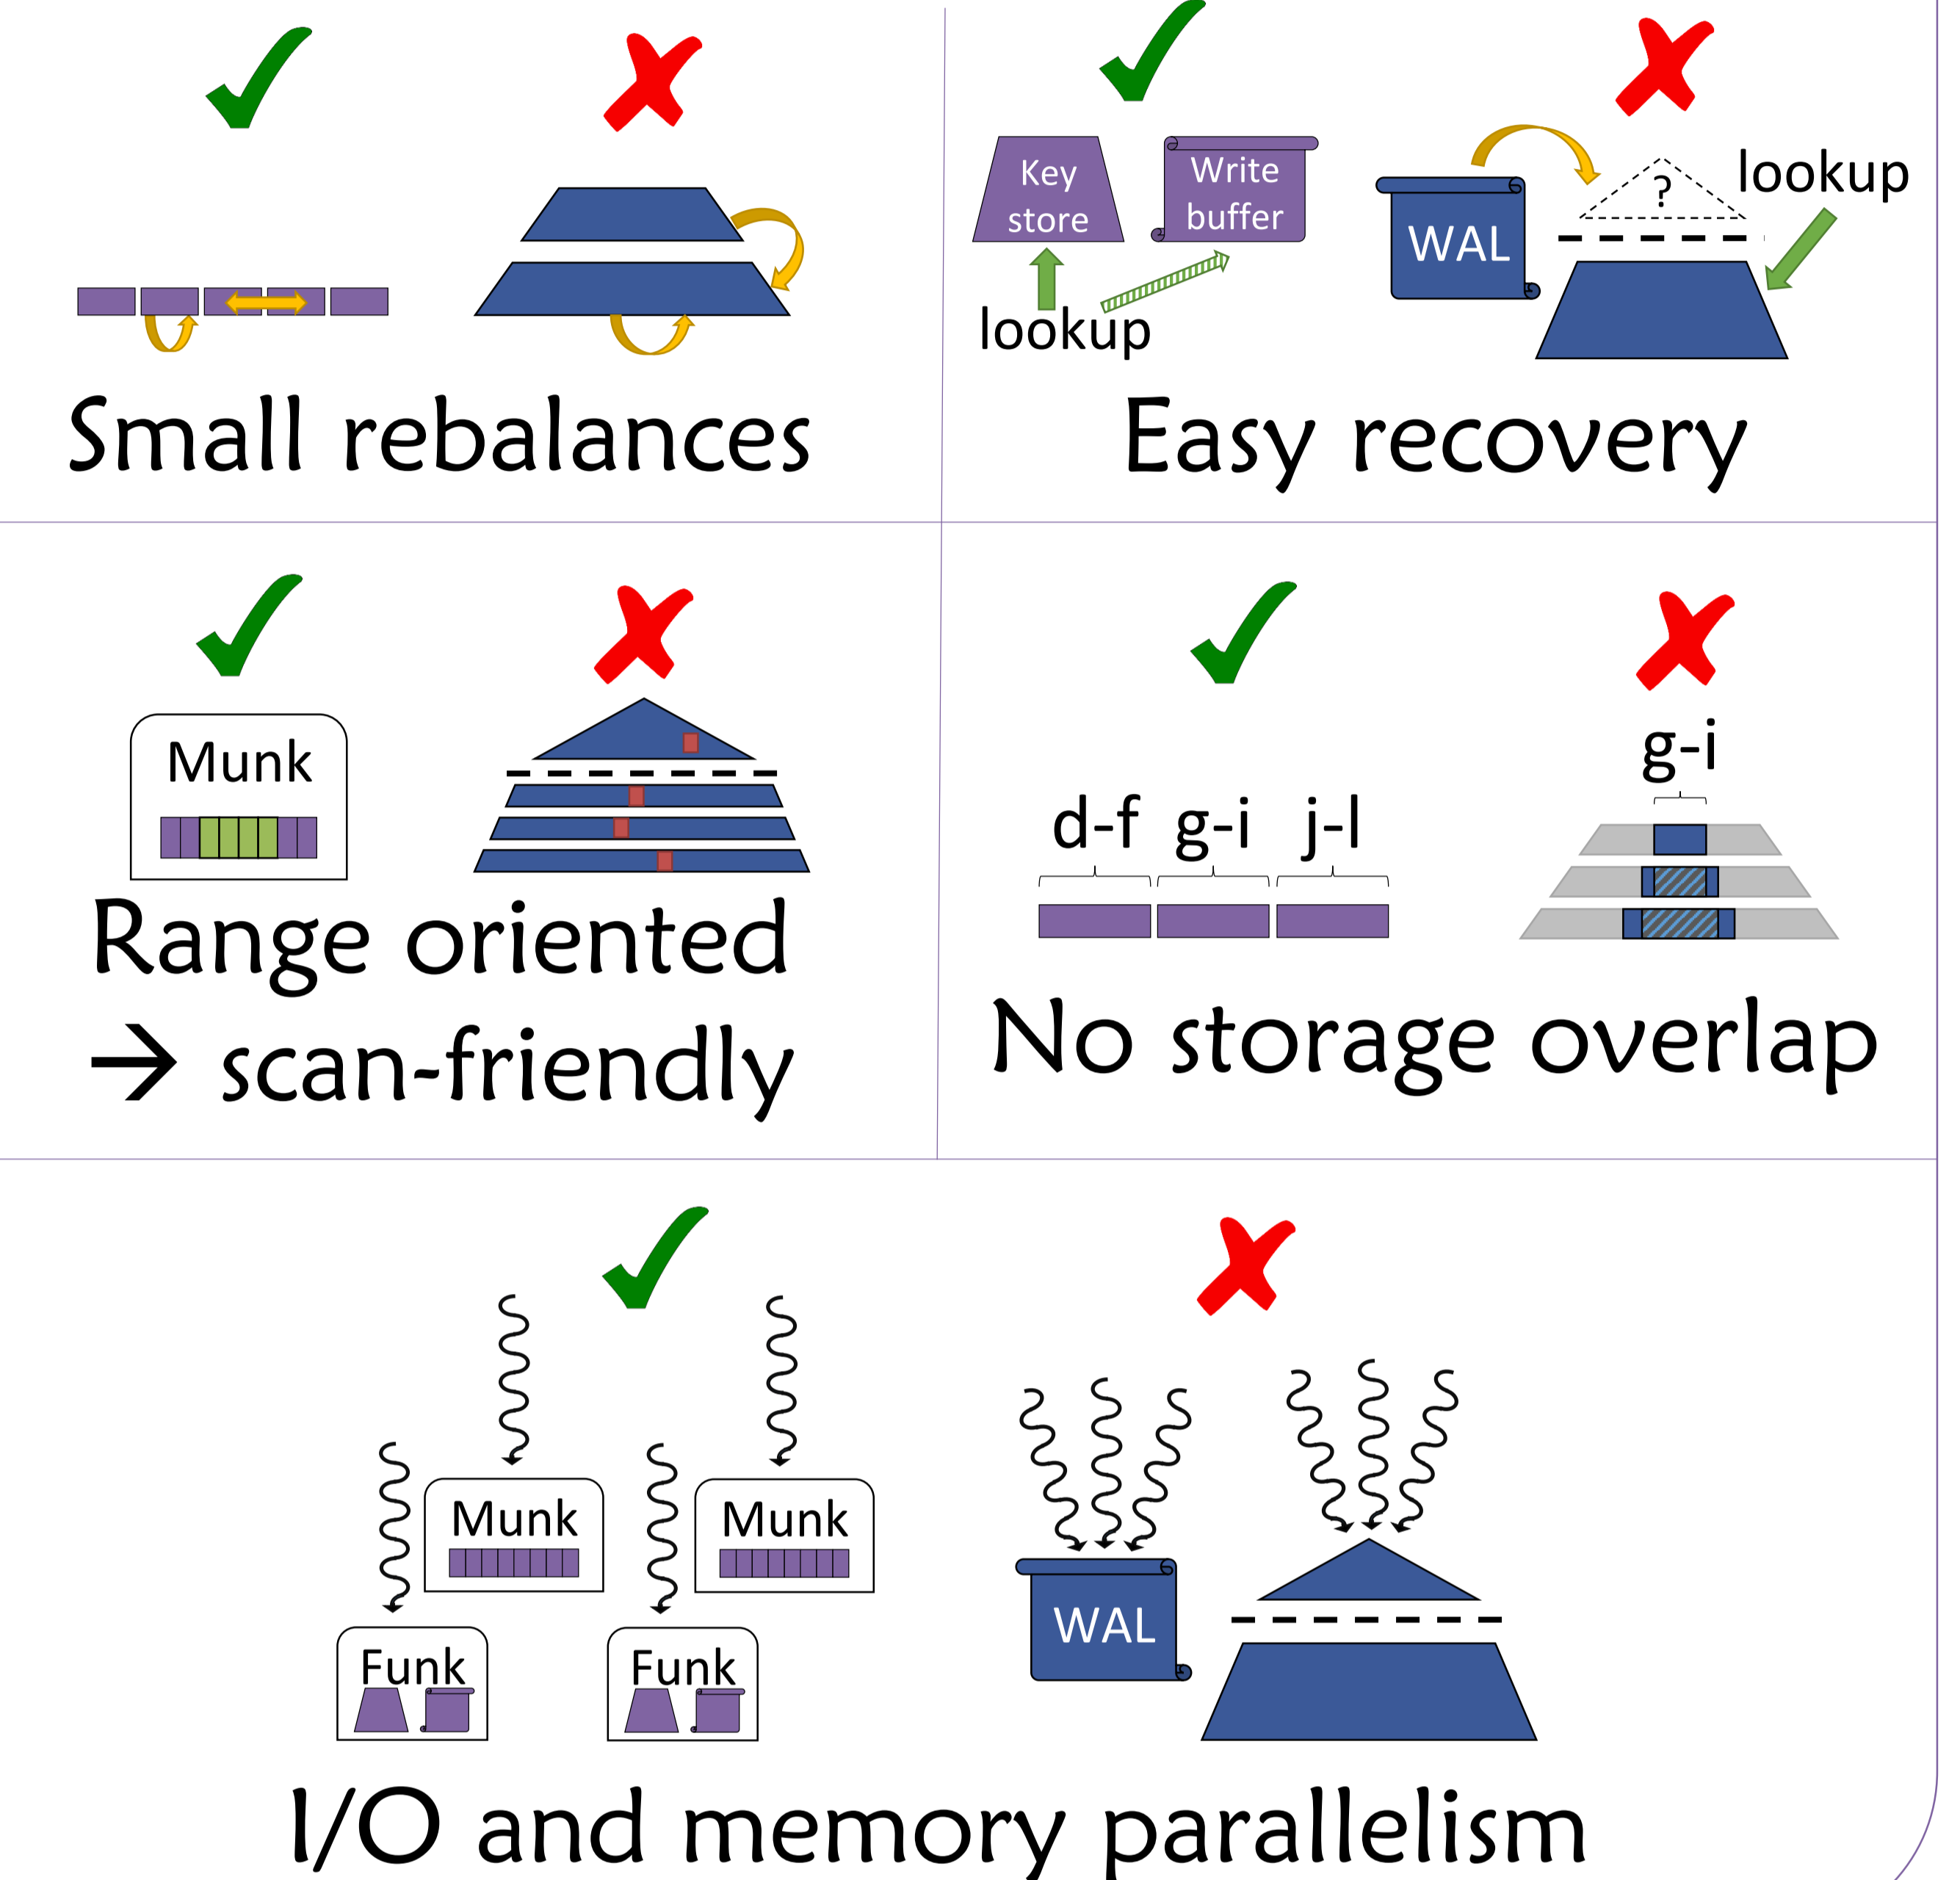 Key
store
Write
buffer
lookup
WAL
?
lookup
Small rebalances
Easy recovery
Munk
Range oriented
→ scan-friendly
d-f g-i j-l
g-i
No storage overlap
Munk
Munk
Funk
Funk
WAL
I/O and memory parallelism